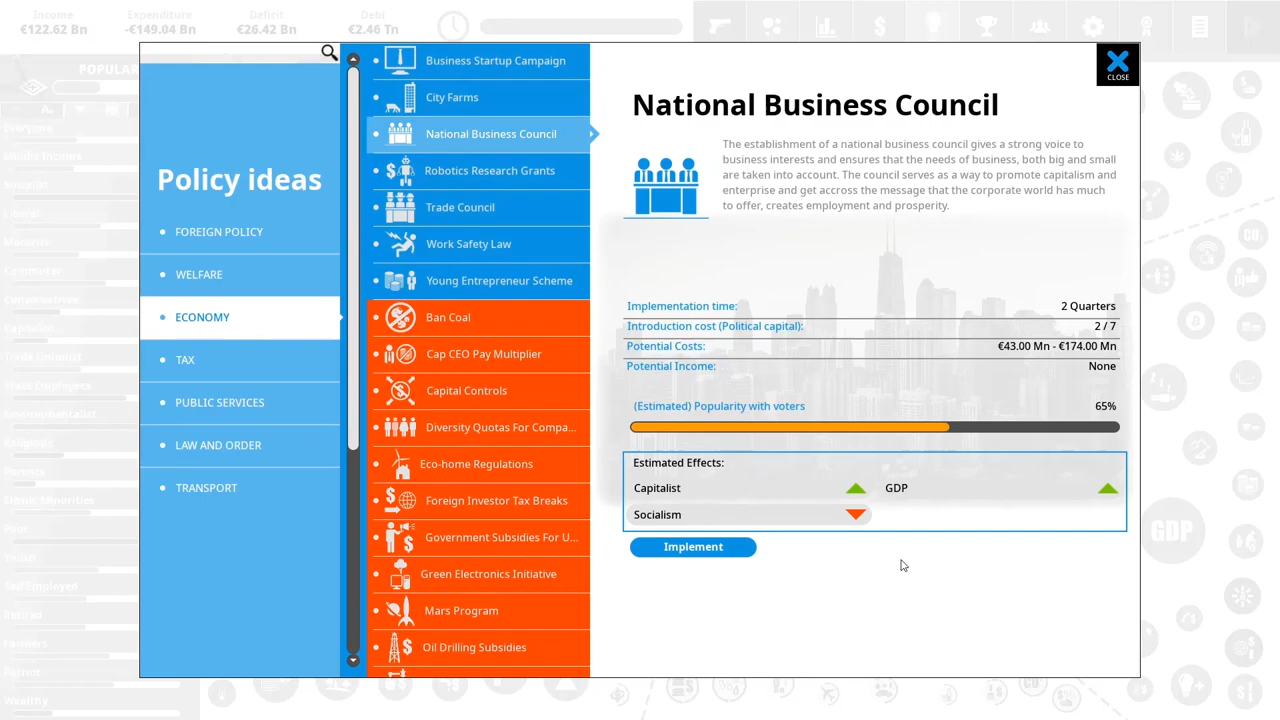 Income
Expenditure
Deficit
Debt
€122.62 Bn
-€149.04 Bn
€26.42 Bn
€2.46 Tn
CLOSE
Policy ideas
FOREIGN POLICY
WELFARE
ECONOMY
TAX
PUBLIC SERVICES
LAW AND ORDER
TRANSPORT
Business Startup Campaign
City Farms
National Business Council
Robotics Research Grants
Trade Council
Work Safety Law
Young Entrepreneur Scheme
Ban Coal
Cap CEO Pay Multiplier
Capital Controls
Diversity Quotas For Compa...
Eco-home Regulations
Foreign Investor Tax Breaks
Government Subsidies For U...
Green Electronics Initiative
Mars Program
Oil Drilling Subsidies
National Business Council
The establishment of a national business council gives a strong voice to
business interests and ensures that the needs of business, both big and small
are taken into account. The council serves as a way to promote capitalism and
enterprise and get accross the message that the corporate world has much
to offer, creates employment and prosperity.
Implementation time: 2 Quarters
Introduction cost (Political capital): 2 / 7
Potential Costs: €43.00 Mn - €174.00 Mn
Potential Income: None
(Estimated) Popularity with voters 65%
Estimated Effects:
Capitalist
GDP
Socialism
Implement
GDP